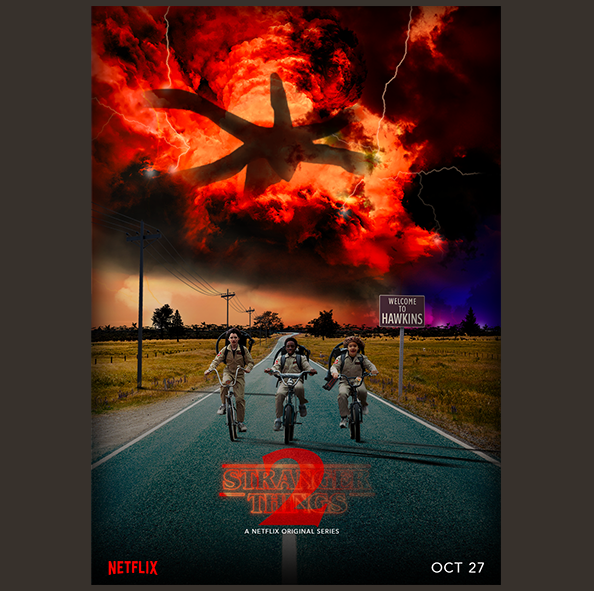 WELCOME
TO
HAWKINS
STRANGER
2
THINGS
A NETFLIX ORIGINAL SERIES
NETFLIX
OCT 27